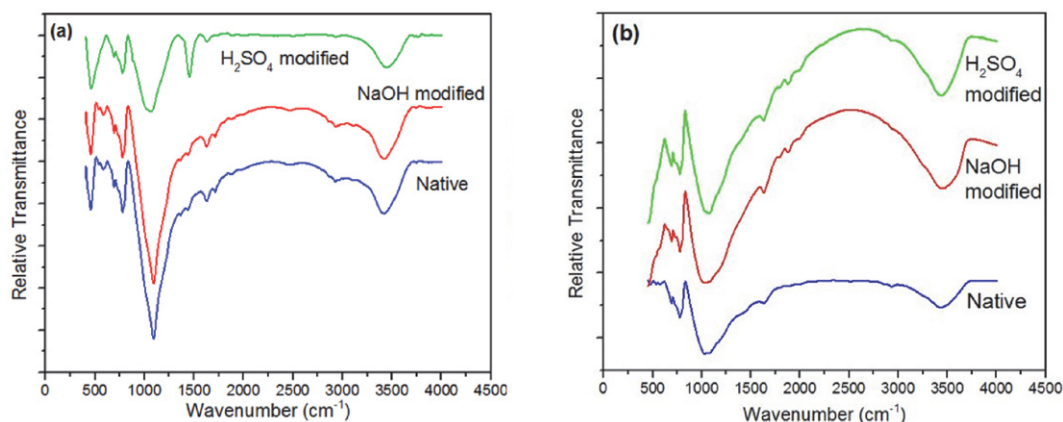 (a)
H₂SO₄ modified
NaOH modified
Native
Relative Transmittance
0 500 1000 1500 2000 2500 3000 3500 4000 4500
Wavenumber (cm⁻¹)
(b)
H₂SO₄
modified
NaOH
modified
Native
Relative Transmittance
0 500 1000 1500 2000 2500 3000 3500 4000 4500
Wavenumber (cm⁻¹)